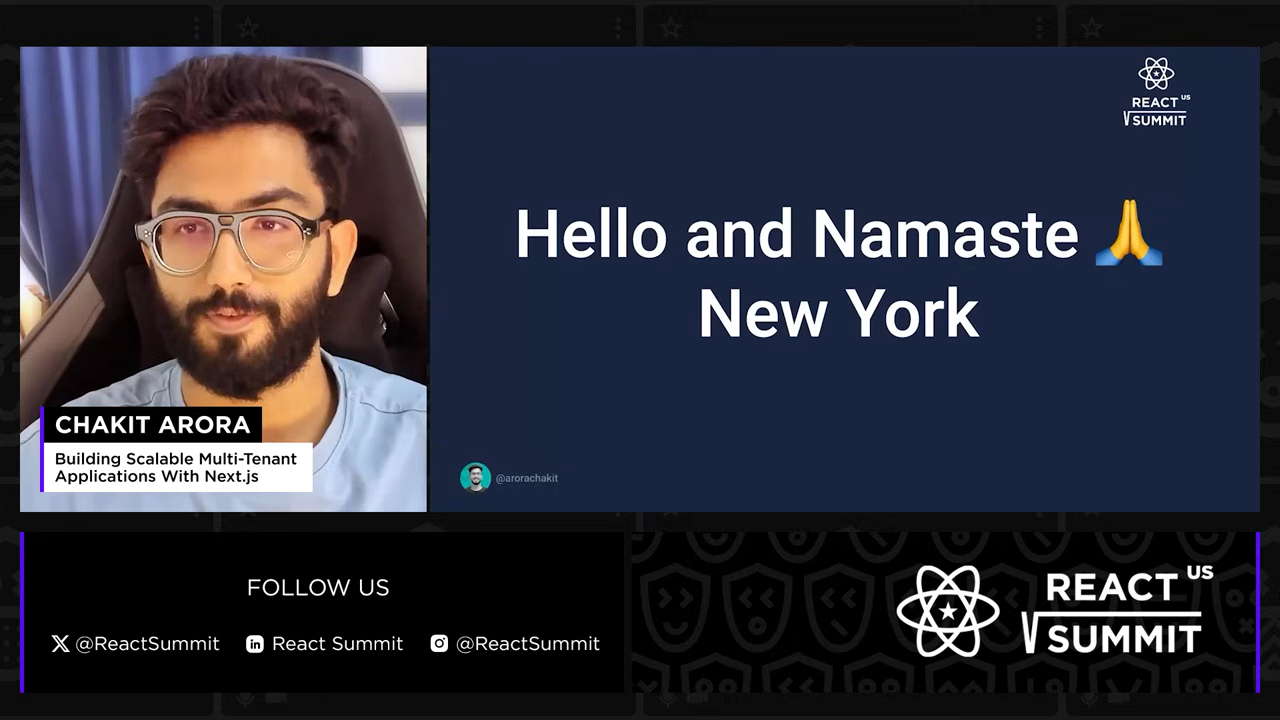 REACT US
SUMMIT
Hello and Namaste 🙏
New York
CHAKIT ARORA
Building Scalable Multi-Tenant
Applications With Next.js
@arorachakit
FOLLOW US
@ReactSummit
React Summit
@ReactSummit
REACT US
SUMMIT